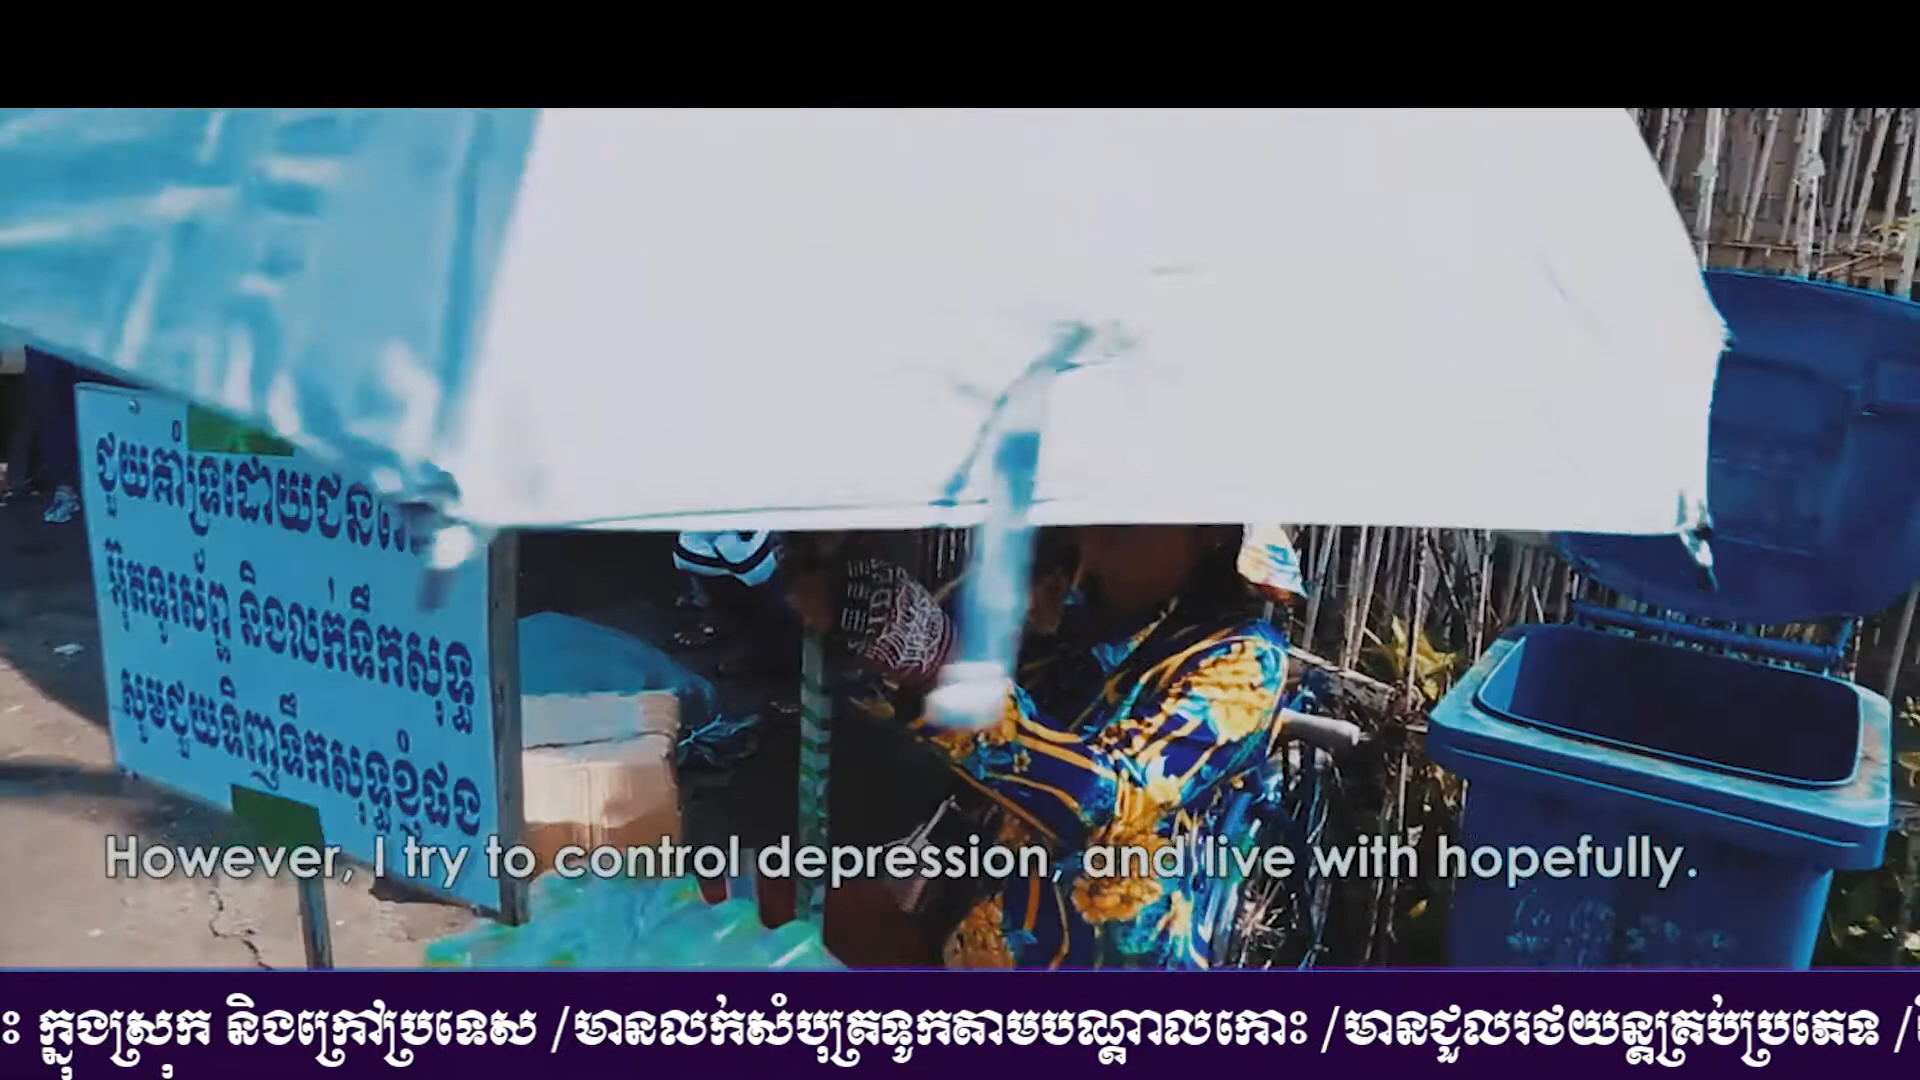 ជួយគាំទ្រដោយជនពិ
អ៊ុតទូរស័ព្ទ និងលក់ទឹកសុទ្ធ
សូមជួយទិញទឹកសុទ្ធខ្ញុំផង
However, I try to control depression, and live with hopefully.
ះ ក្នុងស្រុក និងក្រៅប្រទេស /មានលក់សំបុត្រទូកតាមបណ្តាលកោះ /មានជួលរថយន្តគ្រប់ប្រភេទ /